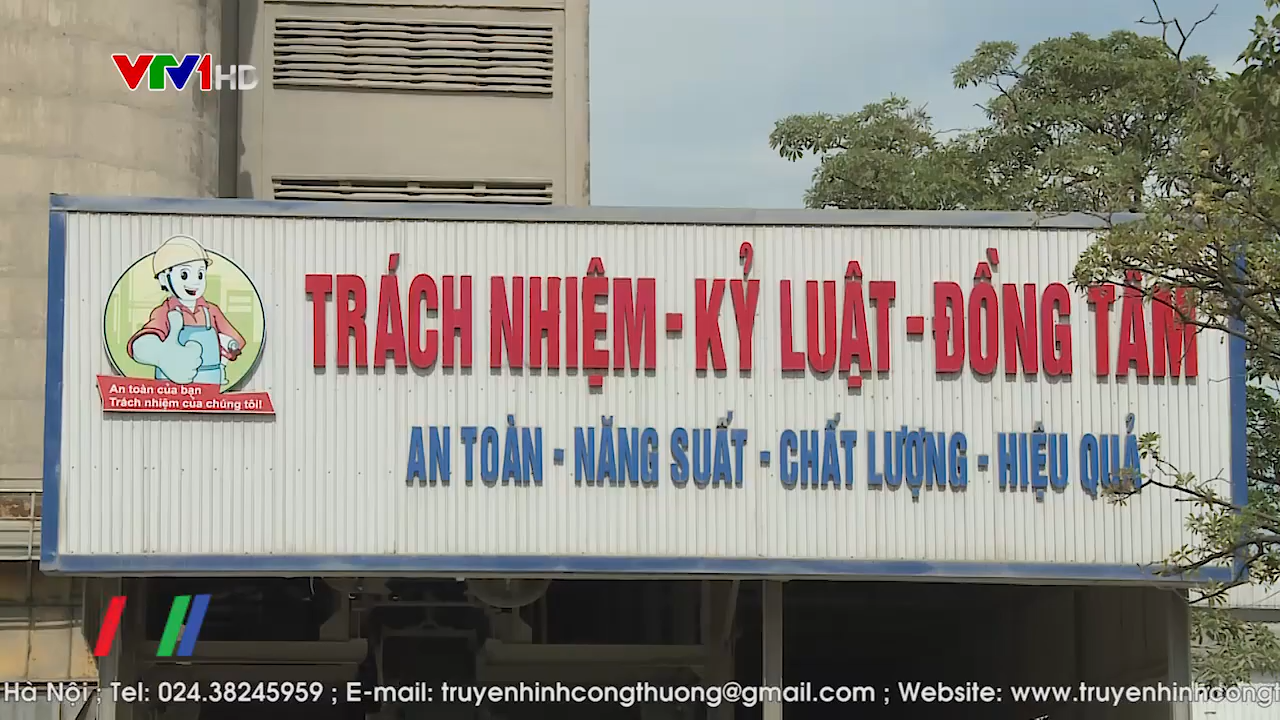 VTV1 HD
TRÁCH NHIỆM - KỶ LUẬT - ĐỒNG TÂM
An toàn của bạn
Trách nhiệm của chúng tôi!
AN TOÀN - NĂNG SUẤT - CHẤT LƯỢNG - HIỆU QUẢ
Hà Nội ; Tel: 024.38245959 ; E-mail: truyenhinhcongthuong@gmail.com ; Website: www.truyenhinhcongt